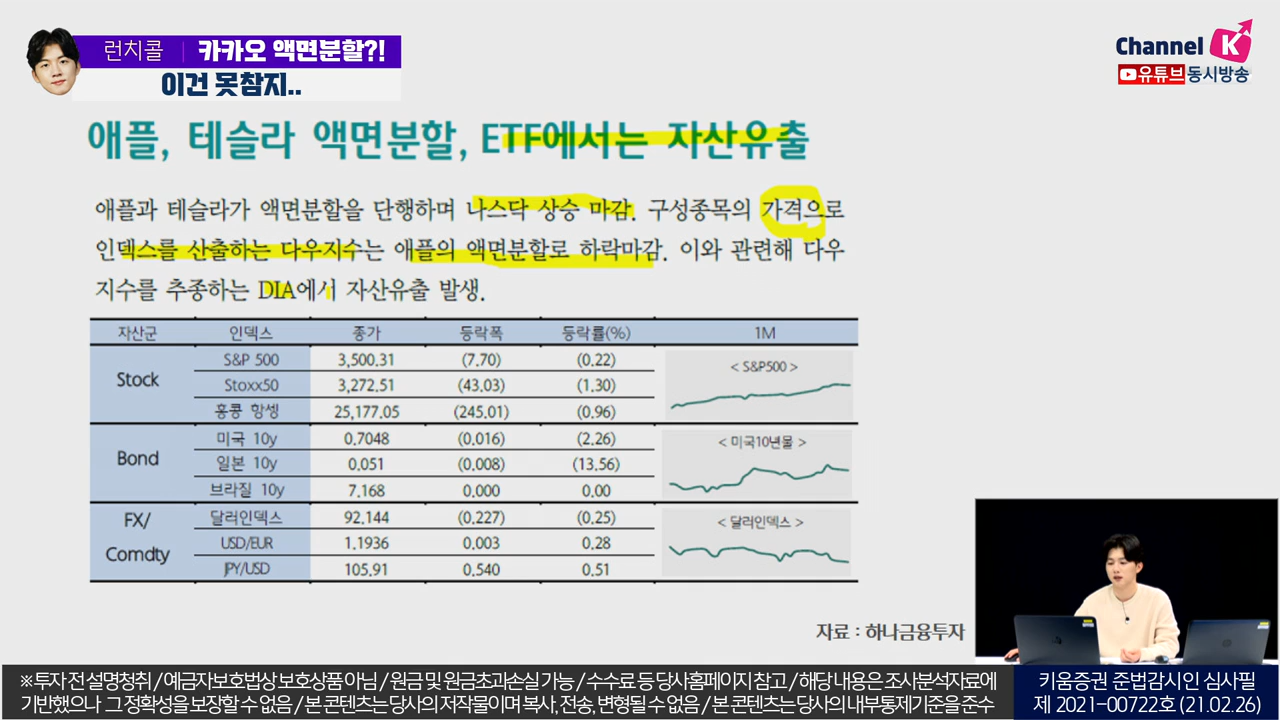 런치콜 | 카카오 액면분할?!
이건 못참지..
Channel K
유튜브 동시방송
애플, 테슬라 액면분할, ETF에서는 자산유출
애플과 테슬라가 액면분할을 단행하며 나스닥 상승 마감. 구성종목의 가격으로
인덱스를 산출하는 다우지수는 애플의 액면분할로 하락마감. 이와 관련해 다우
지수를 추종하는 DIA에서 자산유출 발생.
자산군 인덱스 종가 등락폭 등락률(%) 1M
Stock
S&P 500 3,500.31 (7.70) (0.22)
Stoxx50 3,272.51 (43.03) (1.30)
홍콩 항셍 25,177.05 (245.01) (0.96)
< S&P500 >
Bond
미국 10y 0.7048 (0.016) (2.26)
일본 10y 0.051 (0.008) (13.56)
브라질 10y 7.168 0.000 0.00
< 미국10년물 >
FX/
Comdty
달러인덱스 92.144 (0.227) (0.25)
USD/EUR 1.1936 0.003 0.28
JPY/USD 105.91 0.540 0.51
< 달러인덱스 >
자료 : 하나금융투자
※ 투자 전 설명청취 / 예금자보호법상 보호상품 아님 / 원금 및 원금초과손실 가능 / 수수료 등 당사홈페이지 참고 / 해당 내용은 조사분석자료에
기반했으나 그 정확성을 보장할 수 없음 / 본 콘텐츠는 당사의 저작물이며 복사, 전송, 변형될 수 없음 / 본 콘텐츠는 당사의 내부통제기준을 준수
키움증권 준법감시인 심사필
제 2021-00722호 (21.02.26)